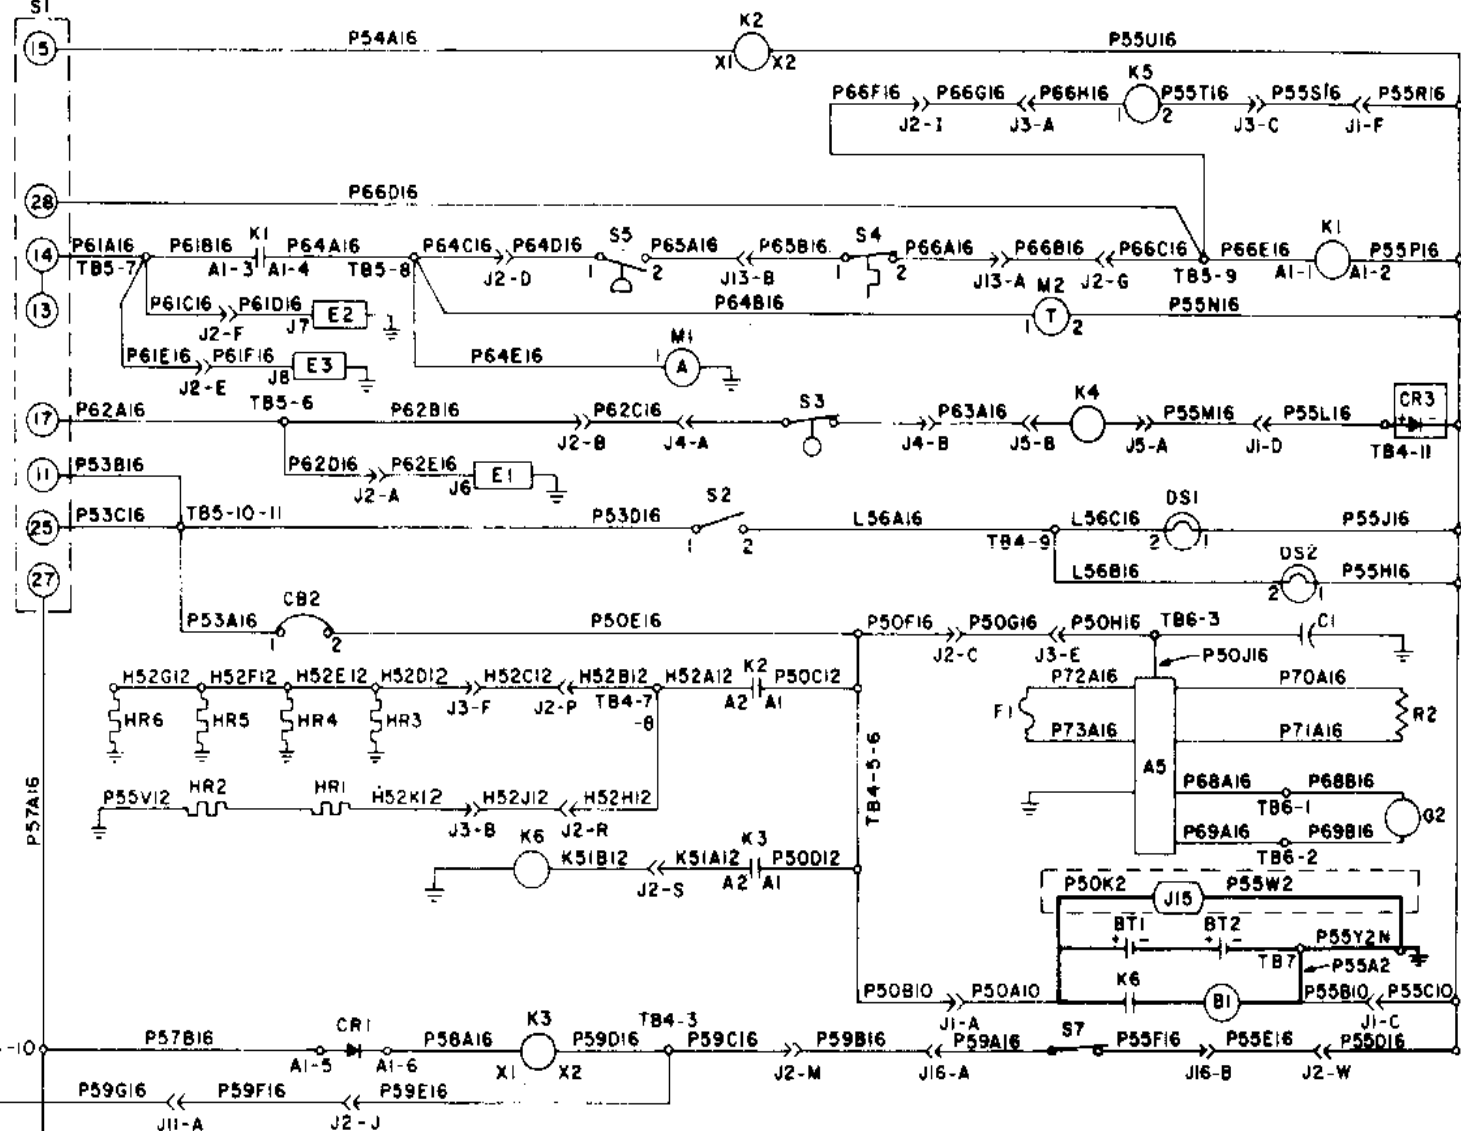 S1
K2
15 P54A16 X1 X2 P55U16
K5
P66F16 P66G16 P66H16 P55T16 P55S16 P55R16
J2-I J3-A 1 2 J3-C J1-F
28 P66D16
14 P61A16 P61B16 K1 P64A16 P64C16 P64D16 S5 P65A16 P65B16 S4 P66A16 P66B16 P66C16 P66E16 K1 P55P16
TB5-7 A1-3 A1-4 TB5-8 J2-D 1 2 J13-B 1 2 J13-A J2-G TB5-9 A1-1 A1-2
13 P61C16 P61D16 E2 P64B16 M2 P55N16
J2-F J7 1 T 2
P61E16 P61F16 E3 P64E16 M1
J2-E J8 1 A
17 P62A16 TB5-6 P62B16 P62C16 S3 P63A16 K4 P55M16 P55L16 CR3
J2-B J4-A J4-B J5-B J5-A J1-D + - TB4-11
11 P53B16 P62D16 P62E16 E1
J2-A J6
25 P53C16 TB5-10-11 P53D16 S2 L56A16 L56C16 DS1 P55J16
1 2 TB4-9 2 1
27 L56B16 DS2 P55H16
2 1
P53A16 CB2 P50E16 P50F16 P50G16 P50H16 TB6-3 C1
1 2 J2-C J3-E P50J16
H52G12 H52F12 H52E12 H52D12 H52C12 H52B12 H52A12 K2 P50C12 P72A16 P70A16
J3-F J2-P TB4-7 A2 A1
-8
HR6 HR5 HR4 HR3 F1 R2
P73A16 P71A16
A5
TB4-5-6
P57A16
P55V12 HR2 HR1 H52K12 H52J12 H52H12 P68A16 P68B16
J3-B J2-R TB6-1 G2
K6 K51B12 K51A12 K3 P50D12 P69A16 P69B16
J2-S A2 A1 TB6-2
P50K2 J15 P55W2
BT1 BT2 P55Y2N
+ - + - TB7 P55A2
P50B10 P50A10 K6 B1 P55B10 P55C10
J1-A J1-C
-10 P57B16 CR1 P58A16 K3 P59D16 TB4-3 P59C16 P59B16 P59A16 S7 P55F16 P55E16 P55D16
A1-5 A1-6 X1 X2 J2-M J16-A J16-B J2-W
P59G16 P59F16 P59E16
J11-A J2-J